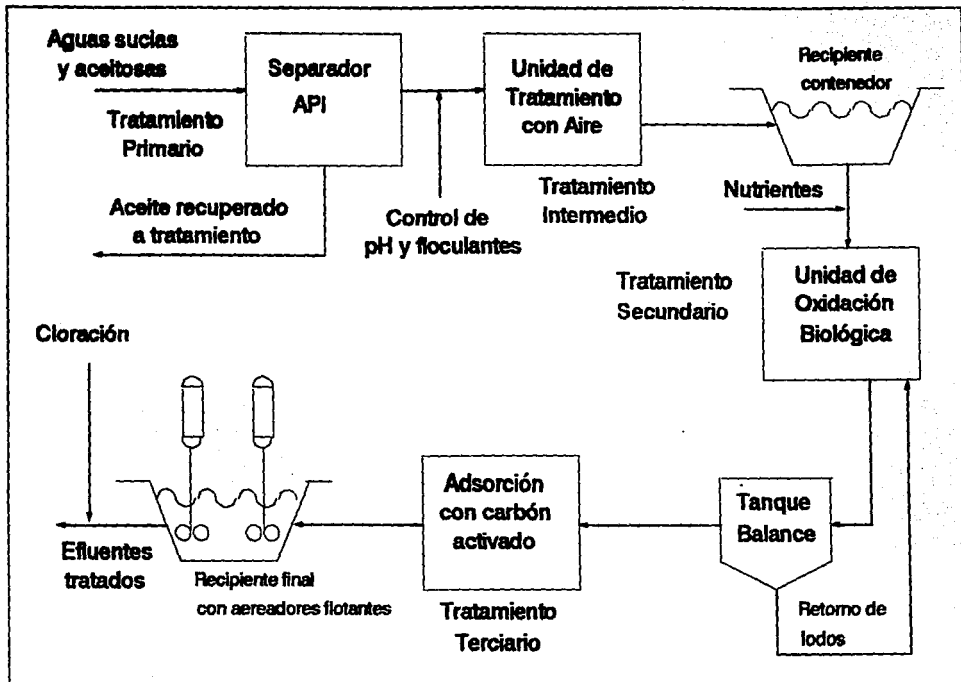 Aguas sucias
y aceitosas
Tratamiento
Primario
Separador
API
Aceite recuperado
a tratamiento
Control de
pH y floculantes
Unidad de
Tratamiento
con Aire
Tratamiento
Intermedio
Recipiente
contenedor
Nutrientes
Tratamiento
Secundario
Unidad de
Oxidación
Biológica
Tanque
Balance
Retorno de
lodos
Adsorción
con carbón
activado
Tratamiento
Terciario
Recipiente final
con aereadores flotantes
Cloración
Efluentes
tratados